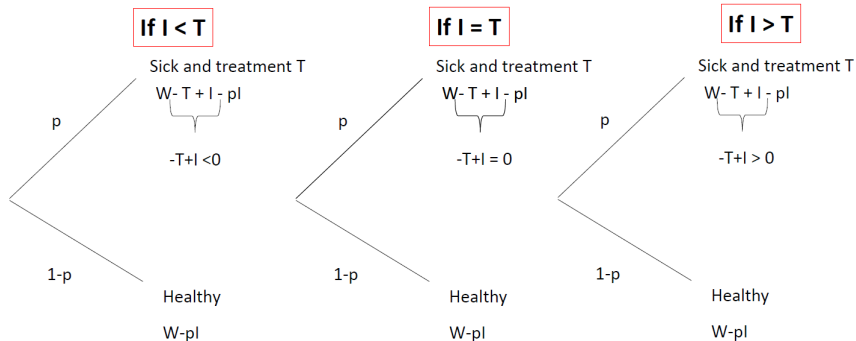 If I < T
Sick and treatment T
W- T + I - pI
p
-T+I <0
1-p
Healthy
W-pI
If I = T
Sick and treatment T
W- T + I - pI
p
-T+I = 0
1-p
Healthy
W-pI
If I > T
Sick and treatment T
W- T + I - pI
p
-T+I > 0
1-p
Healthy
W-pI